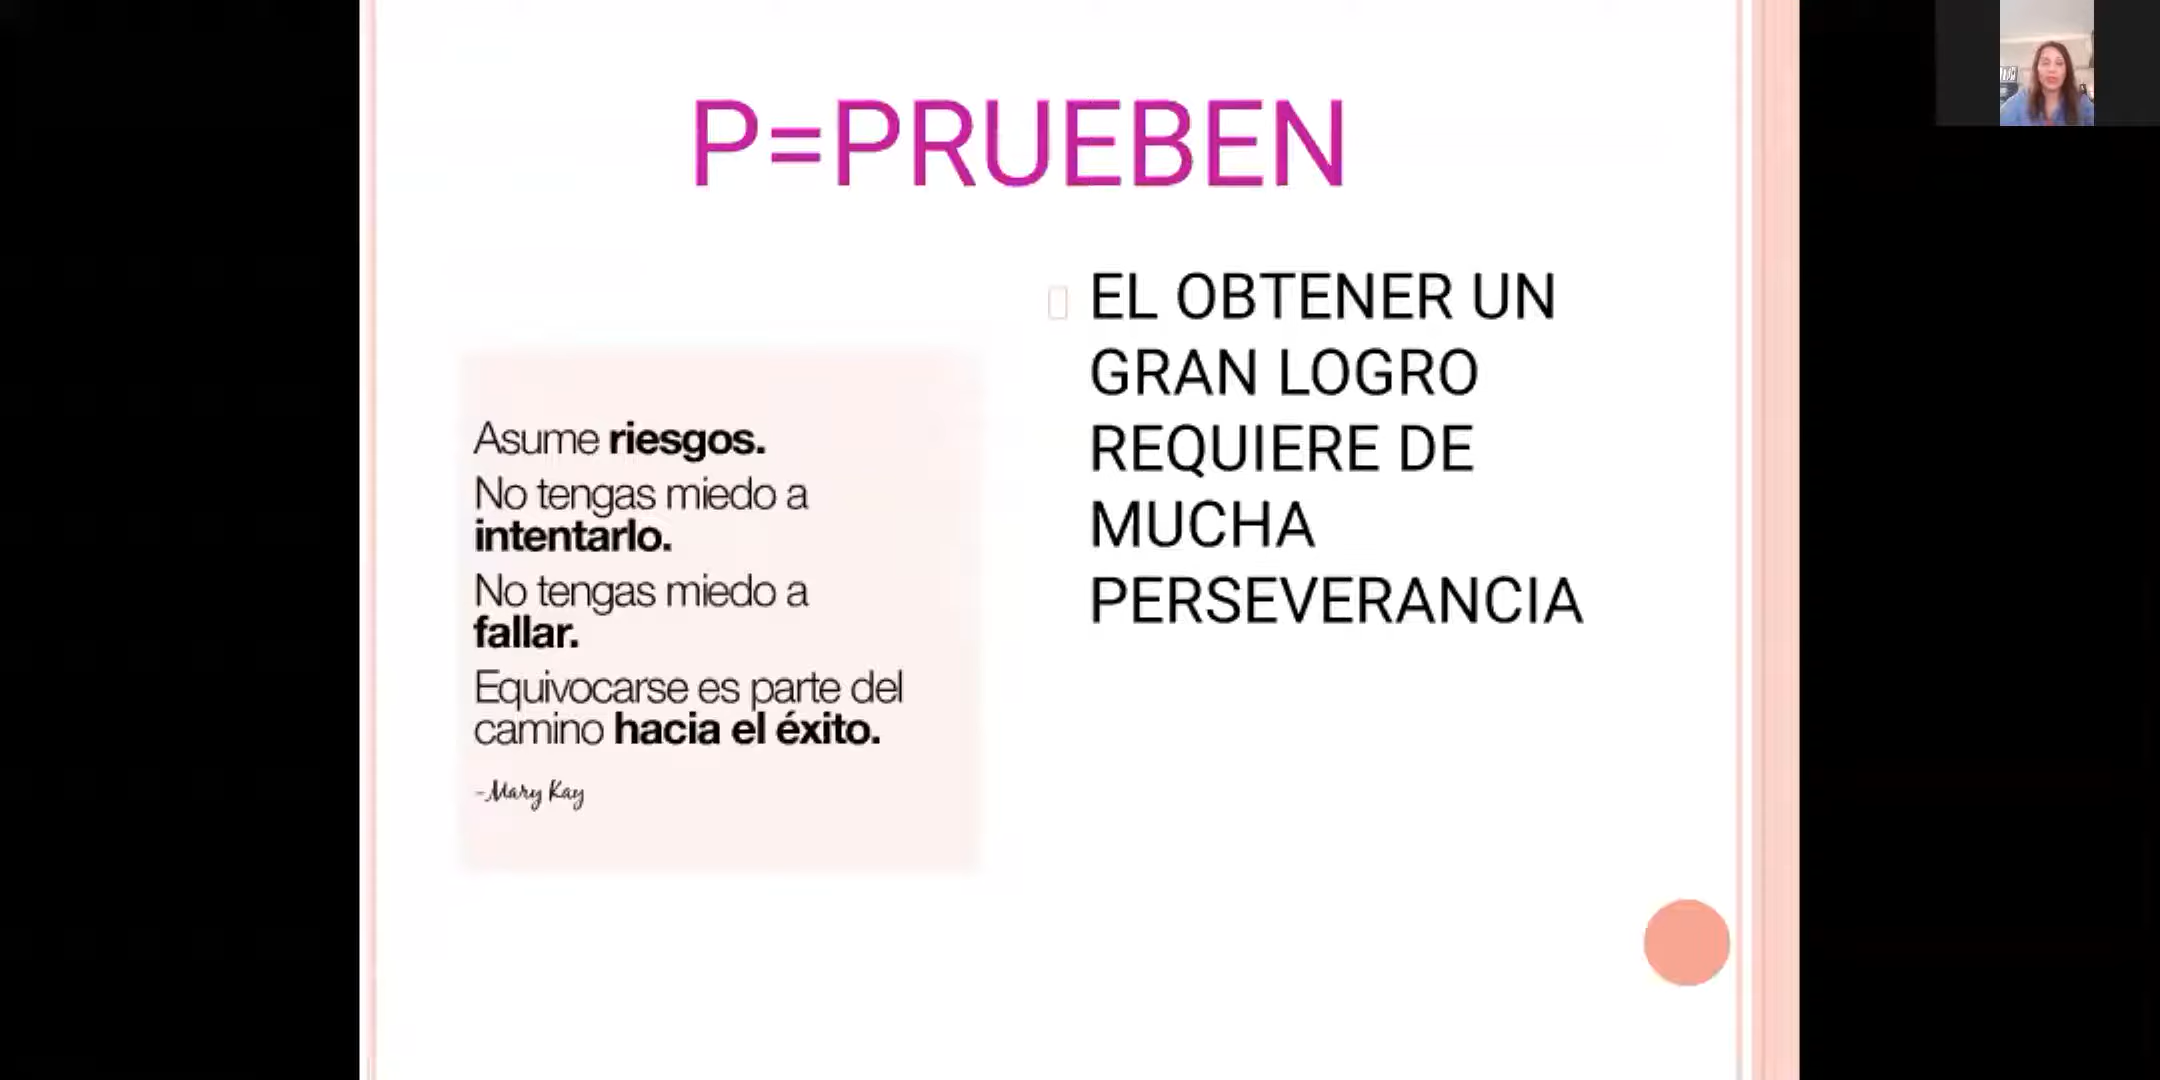 P=PRUEBEN
Asume riesgos.
No tengas miedo a
intentarlo.
No tengas miedo a
fallar.
Equivocarse es parte del
camino hacia el éxito.
-Mary Kay
EL OBTENER UN
GRAN LOGRO
REQUIERE DE
MUCHA
PERSEVERANCIA